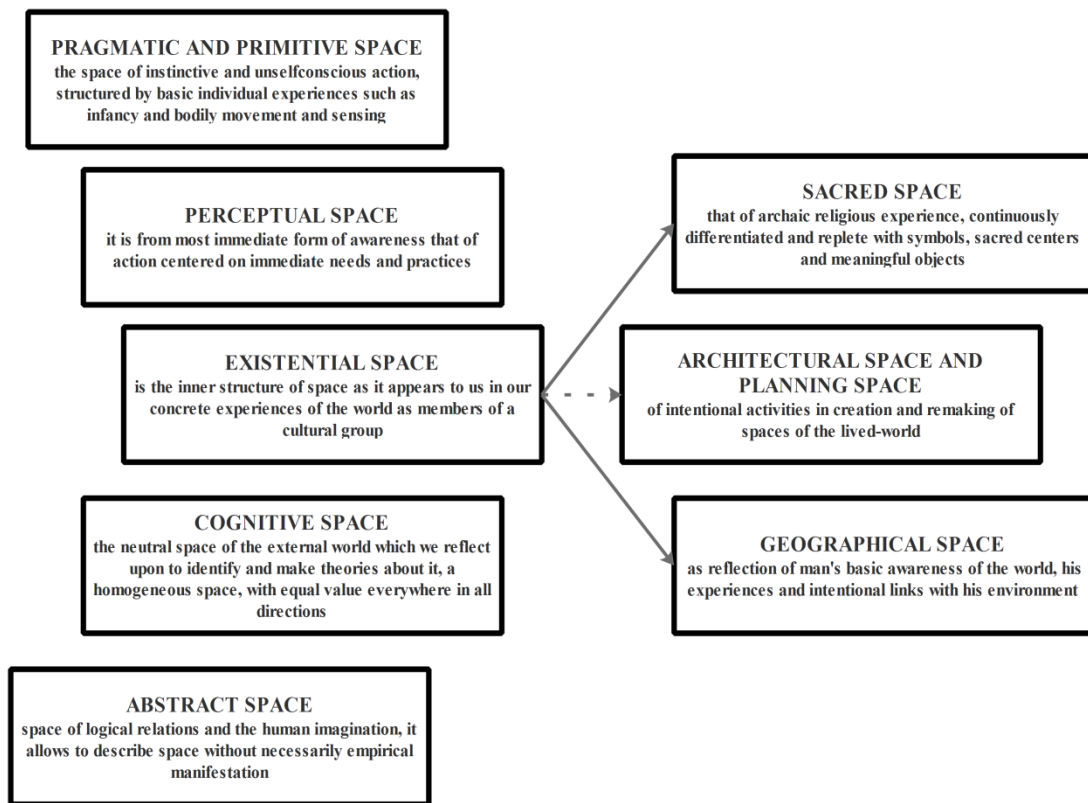 PRAGMATIC AND PRIMITIVE SPACE
the space of instinctive and unselfconscious action,
structured by basic individual experiences such as
infancy and bodily movement and sensing
PERCEPTUAL SPACE
it is from most immediate form of awareness that of
action centered on immediate needs and practices
EXISTENTIAL SPACE
is the inner structure of space as it appears to us in our
concrete experiences of the world as members of a
cultural group
COGNITIVE SPACE
the neutral space of the external world which we reflect
upon to identify and make theories about it, a
homogeneous space, with equal value everywhere in all
directions
ABSTRACT SPACE
space of logical relations and the human imagination, it
allows to describe space without necessarily empirical
manifestation
SACRED SPACE
that of archaic religious experience, continuously
differentiated and replete with symbols, sacred centers
and meaningful objects
ARCHITECTURAL SPACE AND
PLANNING SPACE
of intentional activities in creation and remaking of
spaces of the lived-world
GEOGRAPHICAL SPACE
as reflection of man's basic awareness of the world, his
experiences and intentional links with his environment